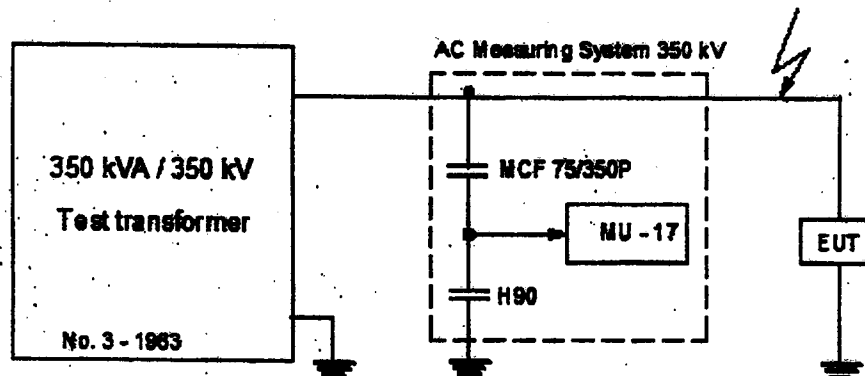 AC Measuring System 350 kV
350 kVA / 350 kV
Test transformer
MCF 75/350P
MU - 17
EUT
H90
No. 3 - 1963